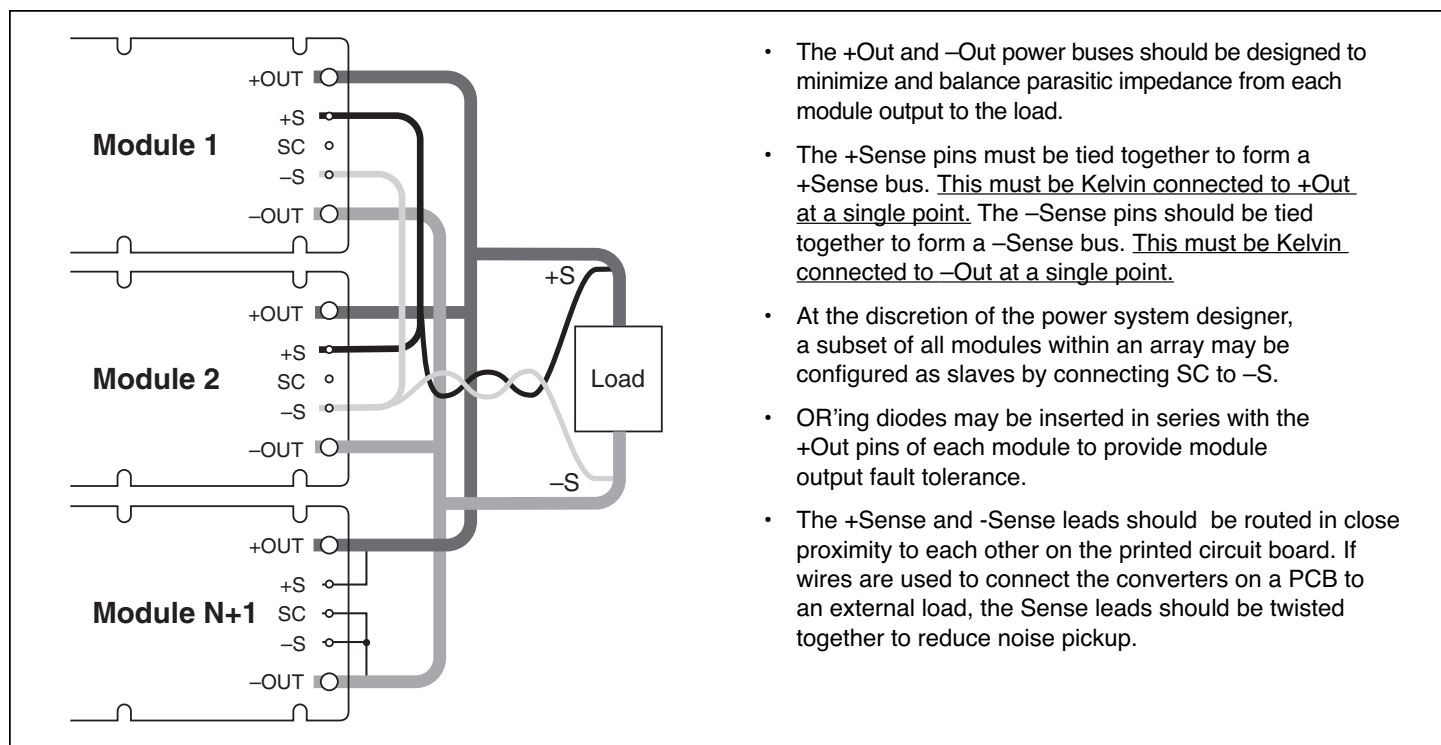 +OUT
+S
Module 1
SC
–S
–OUT
+OUT
+S
Module 2
SC
–S
–OUT
+OUT
+S
Module N+1
SC
–S
–OUT
+S
Load
–S
• The +Out and –Out power buses should be designed to
minimize and balance parasitic impedance from each
module output to the load.
• The +Sense pins must be tied together to form a
+Sense bus. This must be Kelvin connected to +Out
at a single point. The –Sense pins should be tied
together to form a –Sense bus. This must be Kelvin
connected to –Out at a single point.
• At the discretion of the power system designer,
a subset of all modules within an array may be
configured as slaves by connecting SC to –S.
• OR'ing diodes may be inserted in series with the
+Out pins of each module to provide module
output fault tolerance.
• The +Sense and -Sense leads should be routed in close
proximity to each other on the printed circuit board. If
wires are used to connect the converters on a PCB to
an external load, the Sense leads should be twisted
together to reduce noise pickup.